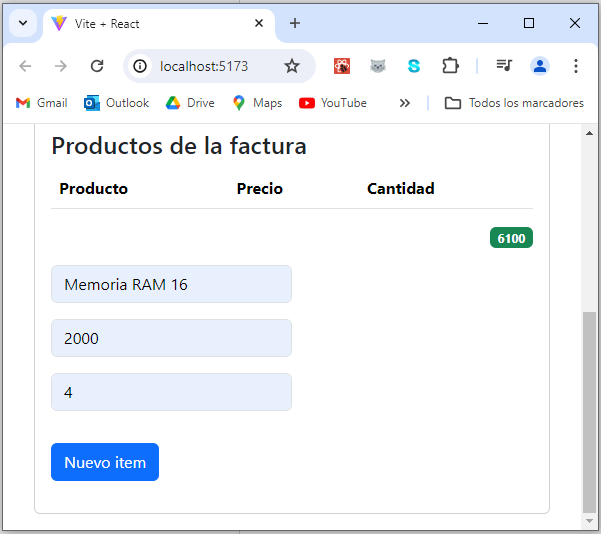 Vite + React
localhost:5173
Gmail Outlook Drive Maps YouTube Todos los marcadores
Productos de la factura
Producto Precio Cantidad
6100
Memoria RAM 16
2000
4
Nuevo item